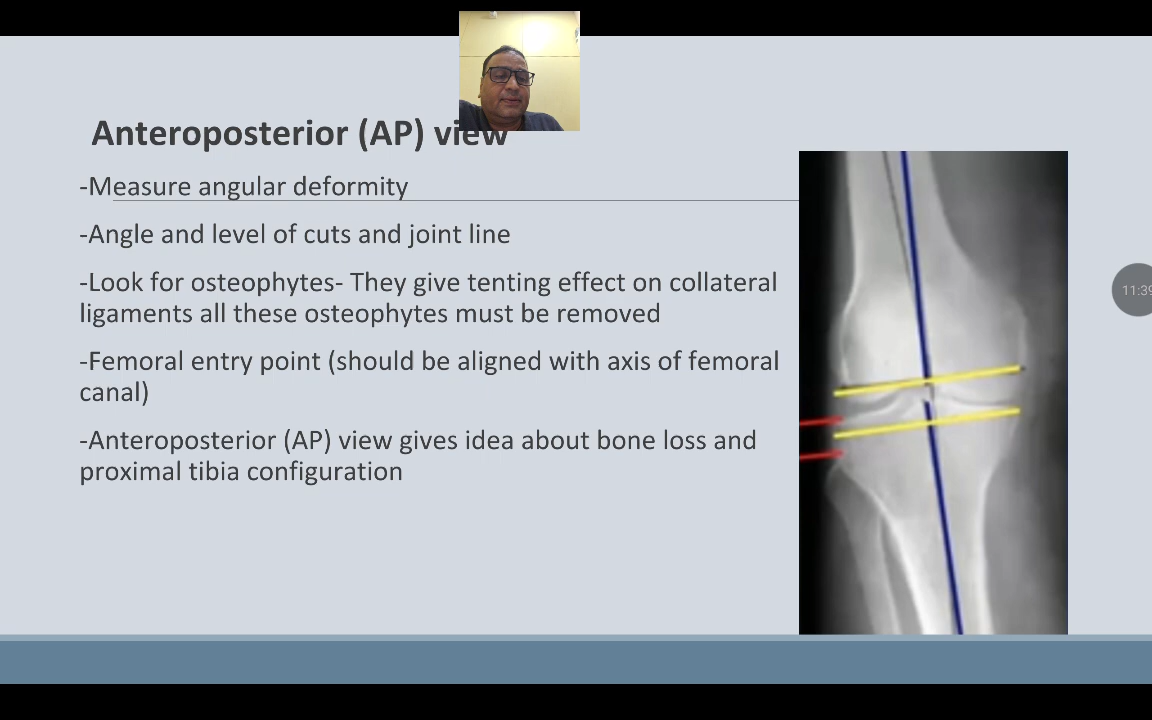 Anteroposterior (AP) view
-Measure angular deformity
-Angle and level of cuts and joint line
-Look for osteophytes- They give tenting effect on collateral
ligaments all these osteophytes must be removed
-Femoral entry point (should be aligned with axis of femoral
canal)
-Anteroposterior (AP) view gives idea about bone loss and
proximal tibia configuration
11:39